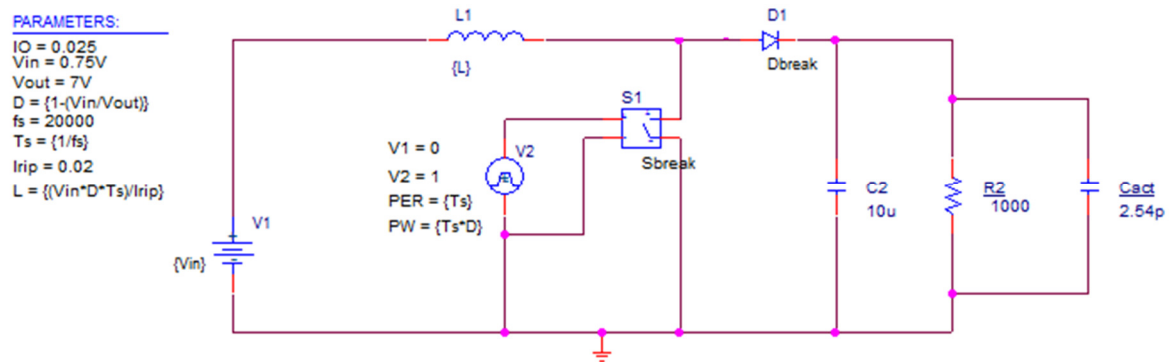 PARAMETERS:
IO = 0.025
Vin = 0.75V
Vout = 7V
D = {1-(Vin/Vout)}
fs = 20000
Ts = {1/fs}
Irip = 0.02
L = {(Vin*D*Ts)/Irip}
L1
{L}
D1
Dbreak
S1
Sbreak
V1 = 0
V2 = 1
PER = {Ts}
PW = {Ts*D}
V2
V1
{Vin}
C2
10u
R2
1000
Cact
2.54p